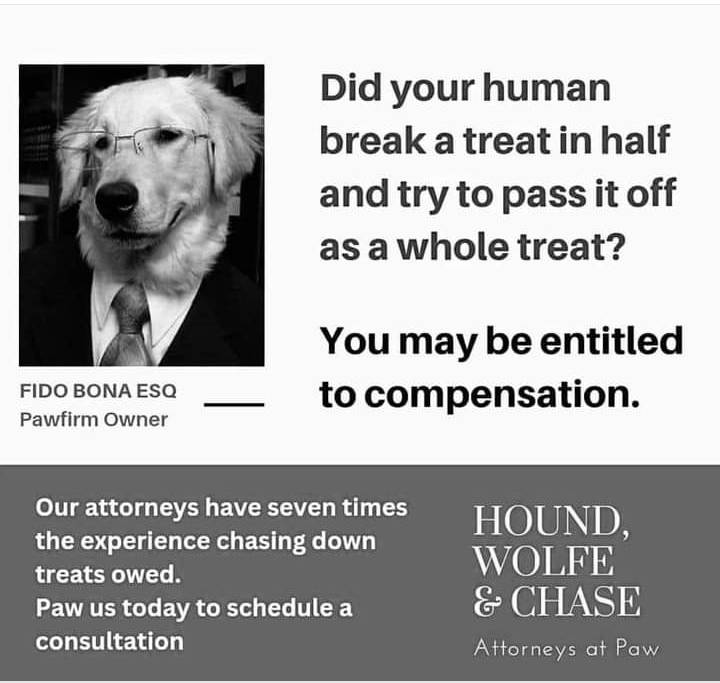 Did your human
break a treat in half
and try to pass it off
as a whole treat?
You may be entitled
to compensation.
FIDO BONA ESQ
Pawfirm Owner
Our attorneys have seven times
the experience chasing down
treats owed.
Paw us today to schedule a
consultation
HOUND,
WOLFE
& CHASE
Attorneys at Paw